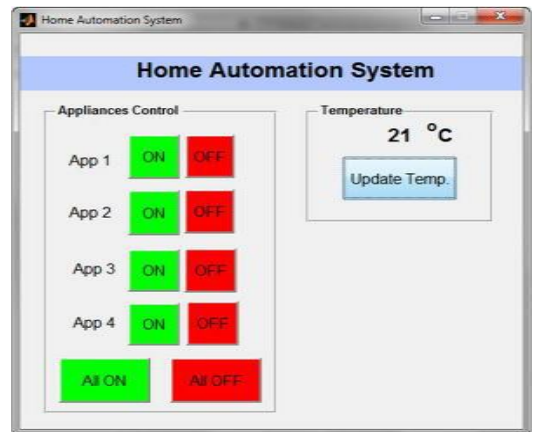 Home Automation System
Home Automation System
Appliances Control
App 1 ON OFF
App 2 ON OFF
App 3 ON OFF
App 4 ON OFF
All ON All OFF
Temperature
21 °C
Update Temp.